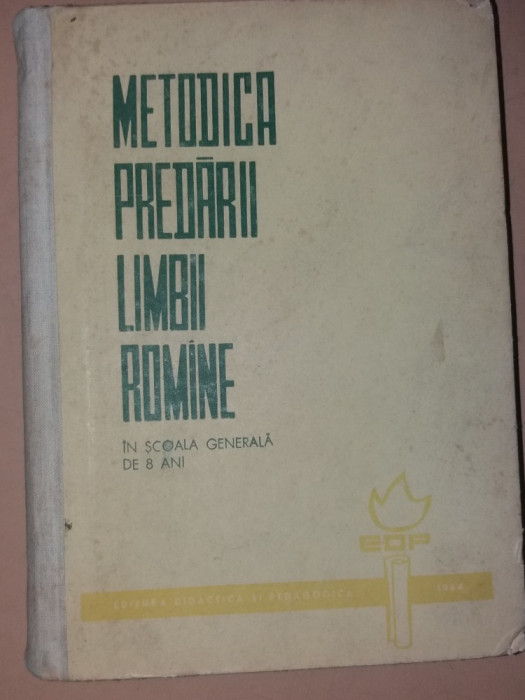 METODICA
PREDĂRII
LIMBII
ROMÎNE
ÎN ȘCOALA GENERALĂ
DE 8 ANI
EDP
EDITURA DIDACTICĂ ȘI PEDAGOGICĂ